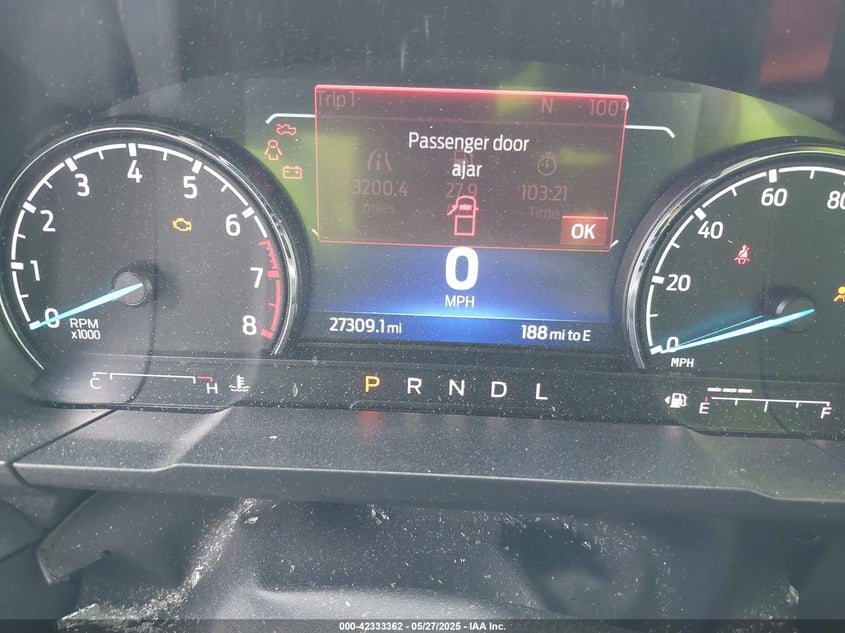 Trip 1 N 100°
Passenger door
ajar
3200.4 27.9 103:21
miles Time
OK
0
MPH
27309.1 mi 188 mi to E
0 1 2 3 4 5 6 7 8
RPM
x1000
0 20 40 60 80
MPH
C H P R N D L E F
000-42333362 | 05/27/2025 - IAA Inc.